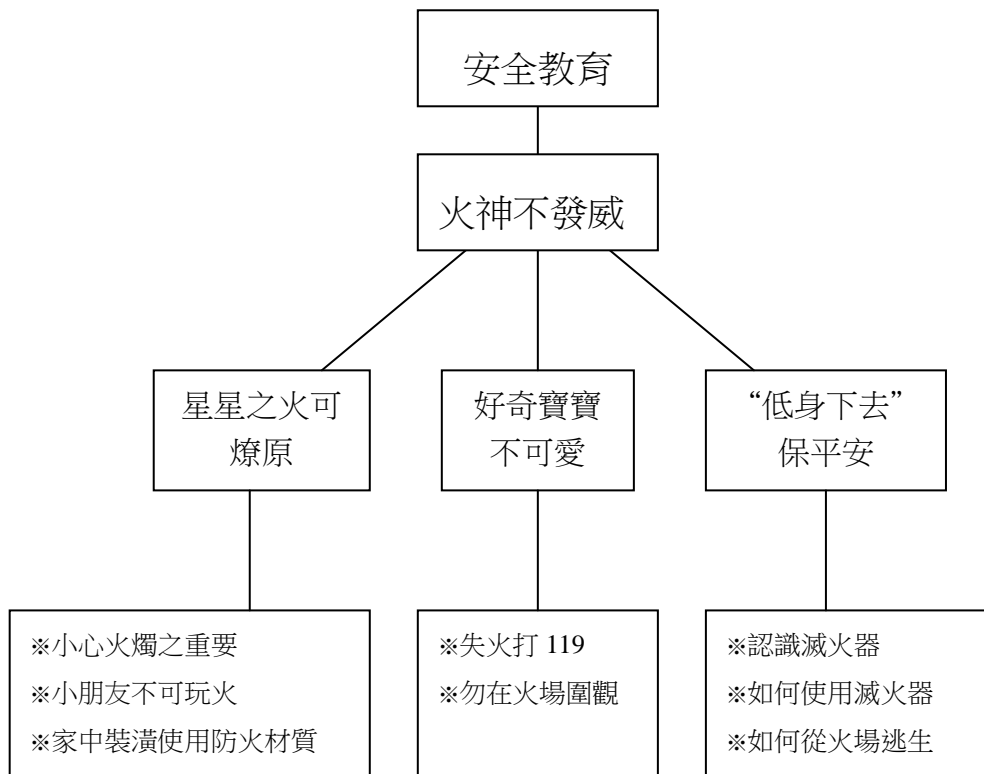 安全教育
火神不發威
星星之火可
燎原
好奇寶寶
不可愛
“低身下去”
保平安
※小心火燭之重要
※小朋友不可玩火
※家中裝潢使用防火材質
※失火打 119
※勿在火場圍觀
※認識滅火器
※如何使用滅火器
※如何從火場逃生